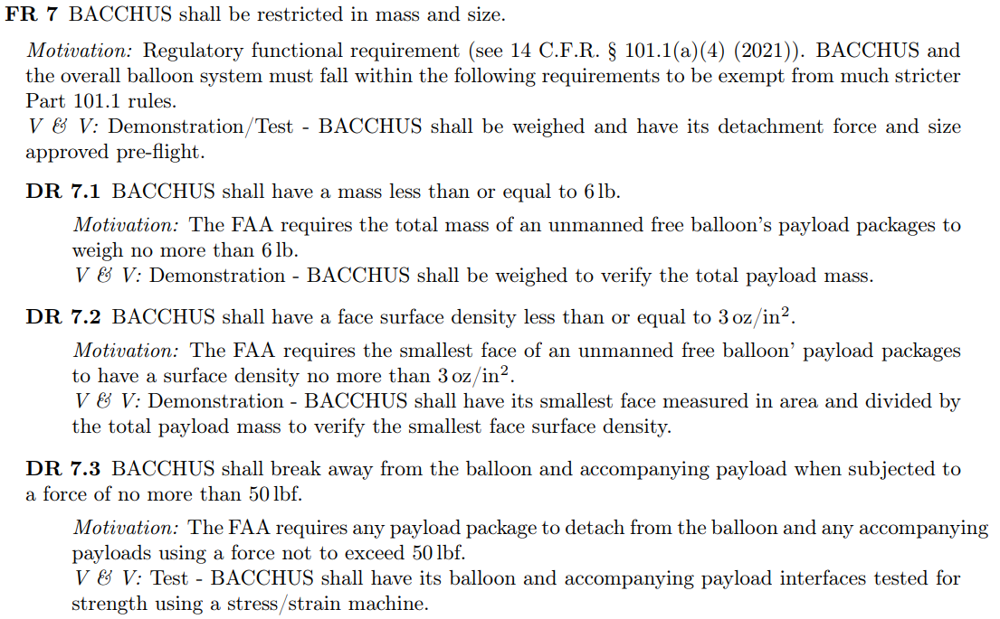 FR 7 BACCHUS shall be restricted in mass and size.
Motivation: Regulatory functional requirement (see 14 C.F.R. § 101.1(a)(4) (2021)). BACCHUS and
the overall balloon system must fall within the following requirements to be exempt from much stricter
Part 101.1 rules.
V & V: Demonstration/Test - BACCHUS shall be weighed and have its detachment force and size
approved pre-flight.
DR 7.1 BACCHUS shall have a mass less than or equal to 6 lb.
Motivation: The FAA requires the total mass of an unmanned free balloon's payload packages to
weigh no more than 6 lb.
V & V: Demonstration - BACCHUS shall be weighed to verify the total payload mass.
DR 7.2 BACCHUS shall have a face surface density less than or equal to 3 oz/in².
Motivation: The FAA requires the smallest face of an unmanned free balloon' payload packages
to have a surface density no more than 3 oz/in².
V & V: Demonstration - BACCHUS shall have its smallest face measured in area and divided by
the total payload mass to verify the smallest face surface density.
DR 7.3 BACCHUS shall break away from the balloon and accompanying payload when subjected to
a force of no more than 50 lbf.
Motivation: The FAA requires any payload package to detach from the balloon and any accompanying
payloads using a force not to exceed 50 lbf.
V & V: Test - BACCHUS shall have its balloon and accompanying payload interfaces tested for
strength using a stress/strain machine.